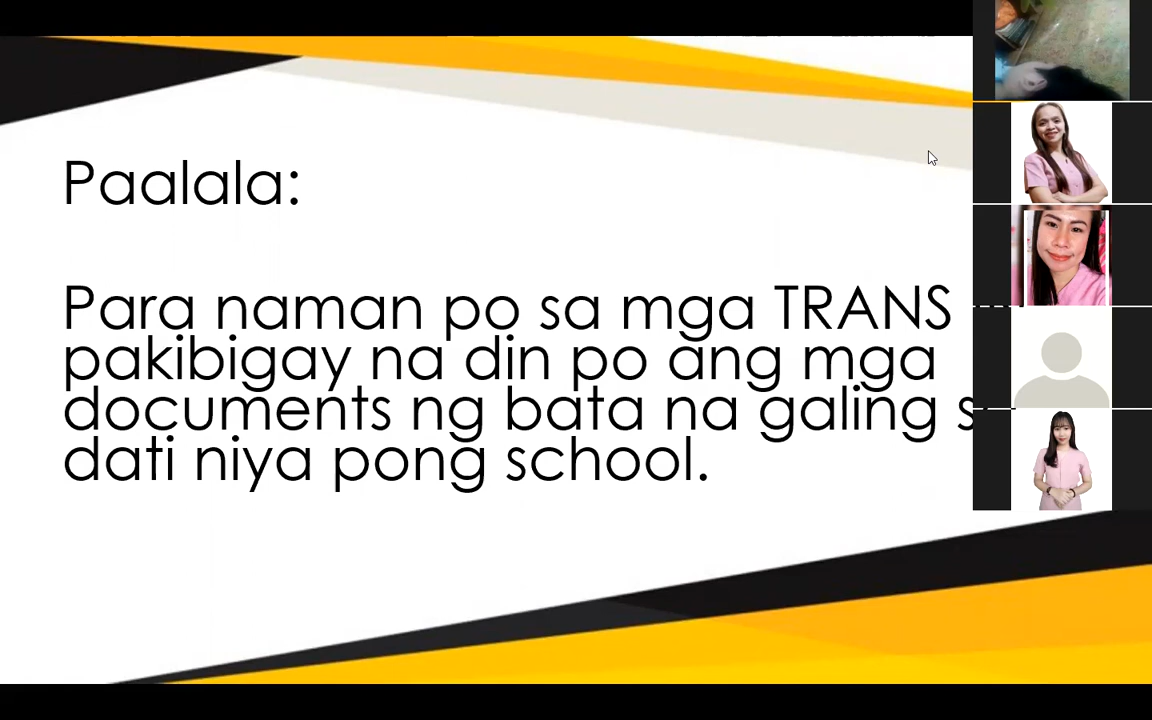 Paalala:
Para naman po sa mga TRANS
pakibigay na din po ang mga
documents ng bata na galing
dati niya pong school.